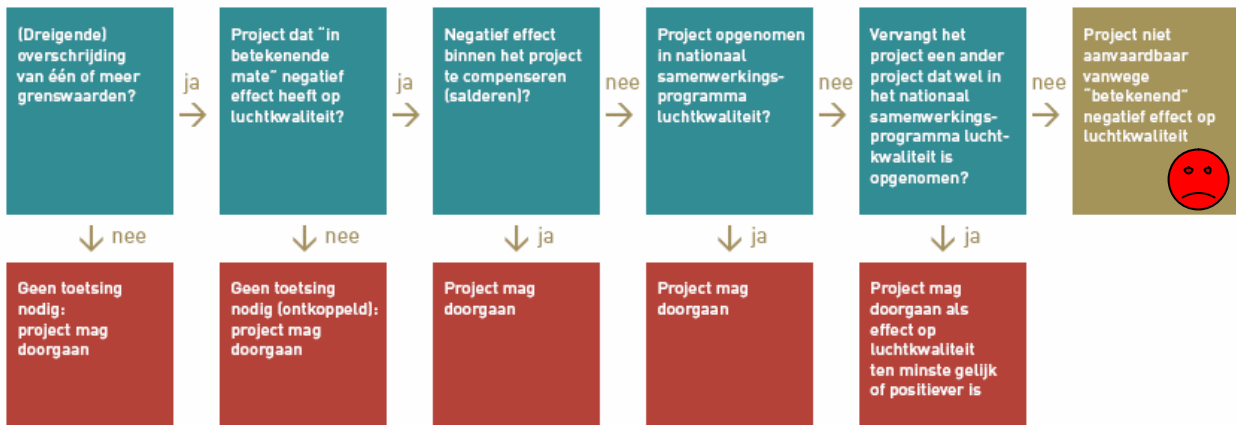 (Dreigende)
overschrijding
van één of meer
grenswaarden?
ja
Project dat "in
betekenende
mate" negatief
effect heeft op
luchtkwaliteit?
ja
Negatief effect
binnen het project
te compenseren
(salderen)?
nee
Project opgenomen
in nationaal
samenwerkings-
programma
luchtkwaliteit?
nee
Vervangt het
project een ander
project dat wel in
het nationaal
samenwerkings-
programma lucht-
kwaliteit is
opgenomen?
nee
Project niet
aanvaardbaar
vanwege
"betekenend"
negatief effect op
luchtkwaliteit
nee
nee
ja
ja
ja
Geen toetsing
nodig:
project mag
doorgaan
Geen toetsing
nodig (ontkoppeld):
project mag
doorgaan
Project mag
doorgaan
Project mag
doorgaan
Project mag
doorgaan als
effect op
luchtkwaliteit
ten minste gelijk
of positiever is